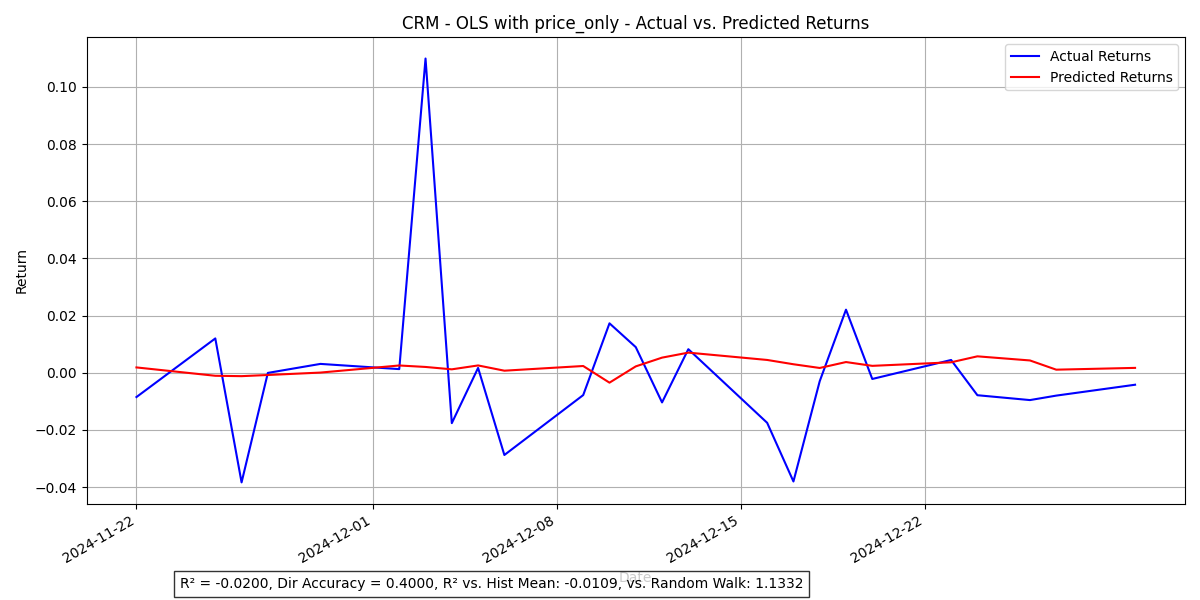 CRM - OLS with price_only - Actual vs. Predicted Returns
Actual Returns
Predicted Returns
Return
0.10
0.08
0.06
0.04
0.02
0.00
−0.02
−0.04
2024-11-22
2024-12-01
2024-12-08
2024-12-15
2024-12-22
Date
R² = -0.0200, Dir Accuracy = 0.4000, R² vs. Hist Mean: -0.0109, vs. Random Walk: 1.1332